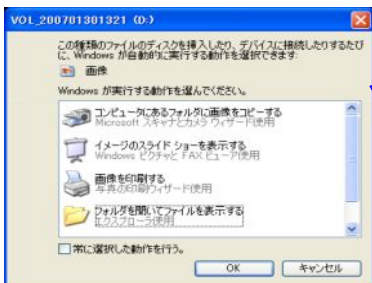 VOL_200701301321 (D:)
この種類のファイルのディスクを挿入したり、デバイスに接続したりするたび
に、Windows が自動的に実行する動作を選択できます:
画像
Windows が実行する動作を選んでください。
コンピュータにあるフォルダに画像をコピーする
Microsoft スキャナとカメラ ウィザード使用
イメージのスライド ショーを表示する
Windows ピクチャと FAX ビューア使用
画像を印刷する
写真の印刷ウィザード使用
フォルダを開いてファイルを表示する
エクスプローラ使用
常に選択した動作を行う。
OK
キャンセル